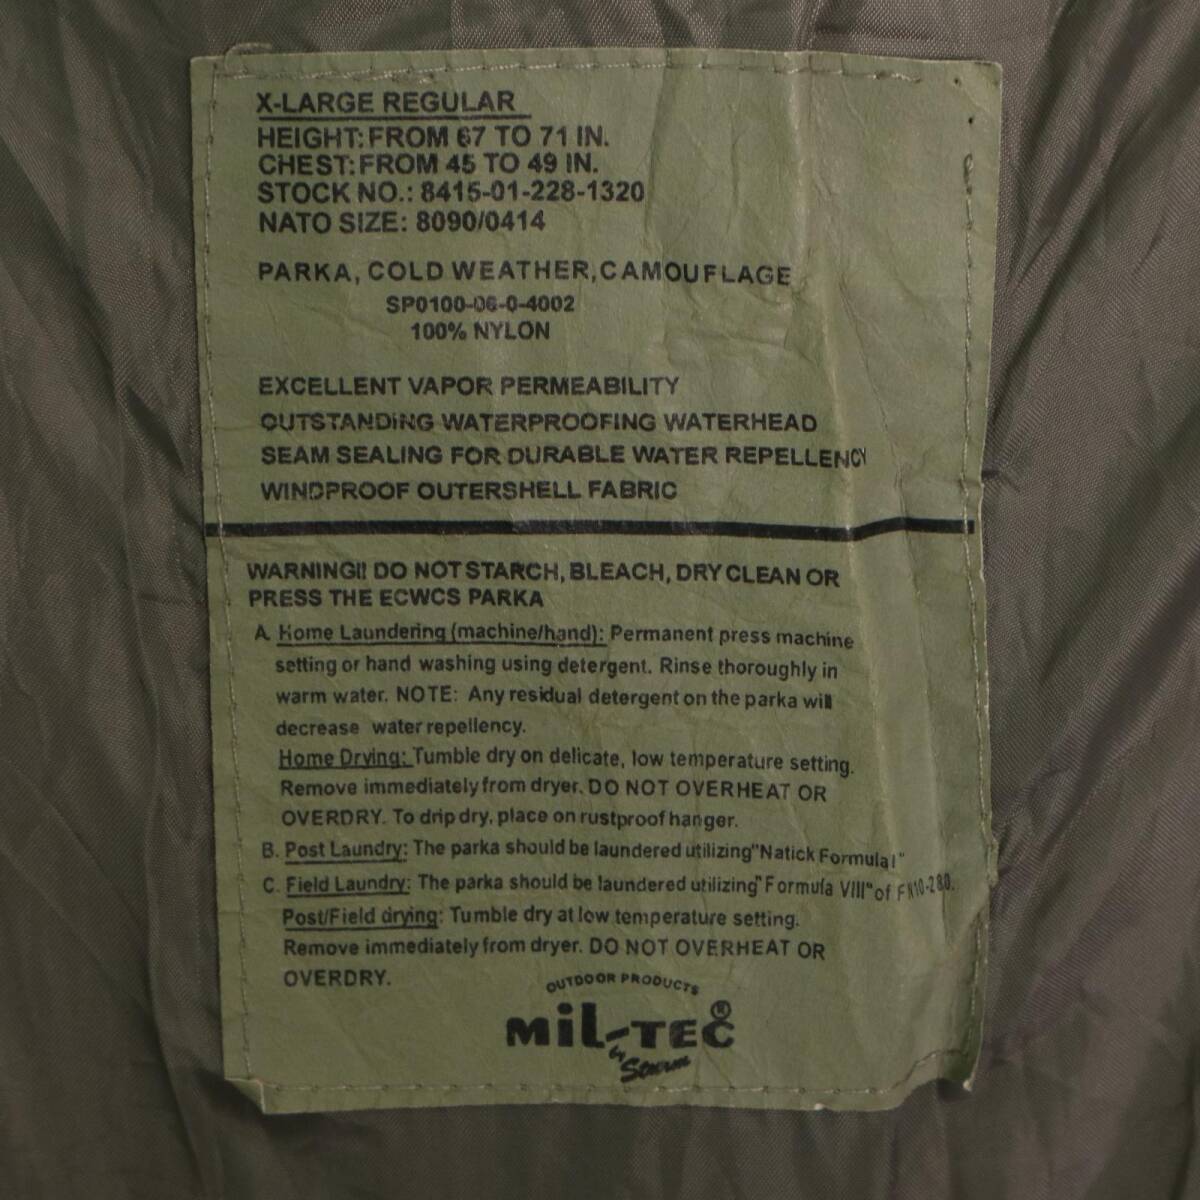 X-LARGE REGULAR
HEIGHT: FROM 67 TO 71 IN.
CHEST: FROM 45 TO 49 IN.
STOCK NO.: 8415-01-228-1320
NATO SIZE: 8090/0414
PARKA, COLD WEATHER, CAMOUFLAGE
SP0100-06-0-4002
100% NYLON
EXCELLENT VAPOR PERMEABILITY
OUTSTANDING WATERPROOFING WATERHEAD
SEAM SEALING FOR DURABLE WATER REPELLENCY
WINDPROOF OUTERSHELL FABRIC
WARNING!! DO NOT STARCH, BLEACH, DRY CLEAN OR
PRESS THE ECWCS PARKA
A. Home Laundering (machine/hand): Permanent press machine
setting or hand washing using detergent. Rinse thoroughly in
warm water. NOTE: Any residual detergent on the parka will
decrease water repellency.
Home Drying: Tumble dry on delicate, low temperature setting.
Remove immediately from dryer. DO NOT OVERHEAT OR
OVERDRY. To drip dry, place on rustproof hanger.
B. Post Laundry: The parka should be laundered utilizing "Natick Formula I"
C. Field Laundry: The parka should be laundered utilizing "Formula VIII" of FM10-280.
Post/Field drying: Tumble dry at low temperature setting.
Remove immediately from dryer. DO NOT OVERHEAT OR
OVERDRY.
OUTDOOR PRODUCTS
MiL-TEC®
by Sturm